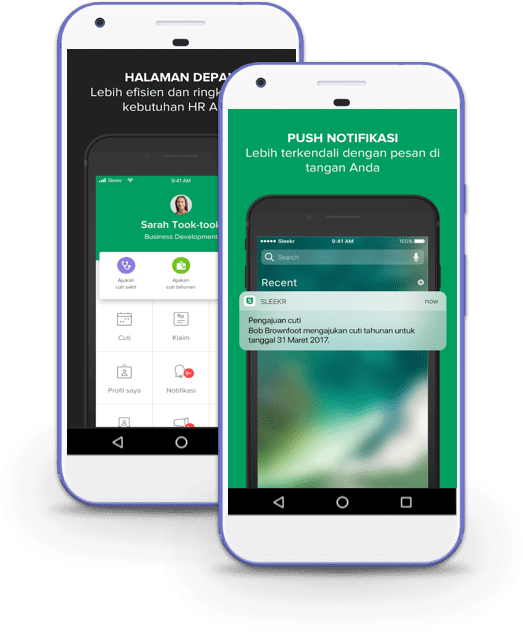 HALAMAN DEPAN
Lebih efisien dan ringk
kebutuhan HR A
Sleekr
9:41 AM
Sarah Took-took
Business Development
Ajukan
cuti sakit
Ajukan
cuti tahunan
Cuti
Rp
Klaim
Profil saya
9+
Notifikasi
PUSH NOTIFIKASI
Lebih terkendali dengan pesan di
tangan Anda
Sleekr
9:41 AM
100%
Search
Recent
SLEEKR
now
Pengajuan cuti
Bob Brownfoot mengajukan cuti tahunan untuk
tanggal 31 Maret 2017.